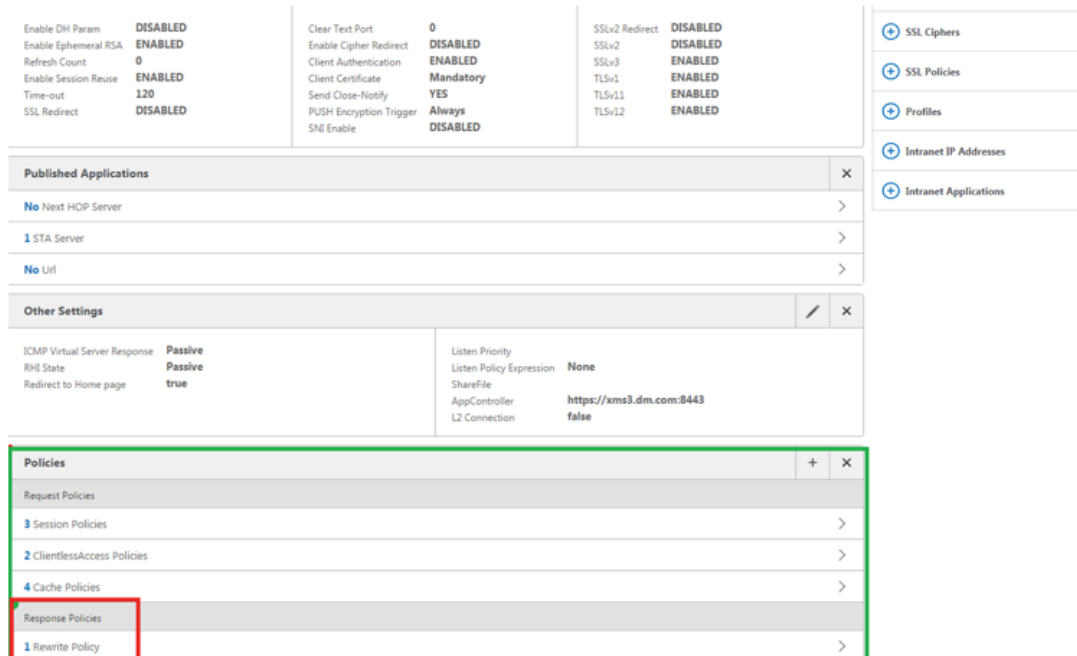 Enable DH Param DISABLED
Enable Ephemeral RSA ENABLED
Refresh Count 0
Enable Session Reuse ENABLED
Time-out 120
SSL Redirect DISABLED
Clear Text Port 0
Enable Cipher Redirect DISABLED
Client Authentication ENABLED
Client Certificate Mandatory
Send Close-Notify YES
PUSH Encryption Trigger Always
SNI Enable DISABLED
SSLv2 Redirect DISABLED
SSLv2 DISABLED
SSLv3 ENABLED
TLSv1 ENABLED
TLSv11 ENABLED
TLSv12 ENABLED
SSL Ciphers
SSL Policies
Profiles
Intranet IP Addresses
Intranet Applications
Published Applications
No Next HOP Server
1 STA Server
No Url
Other Settings
ICMP Virtual Server Response Passive
RHI State Passive
Redirect to Home page true
Listen Priority
Listen Policy Expression None
ShareFile
AppController https://xms3.dm.com:8443
L2 Connection false
Policies
Request Policies
3 Session Policies
2 ClientlessAccess Policies
4 Cache Policies
Response Policies
1 Rewrite Policy